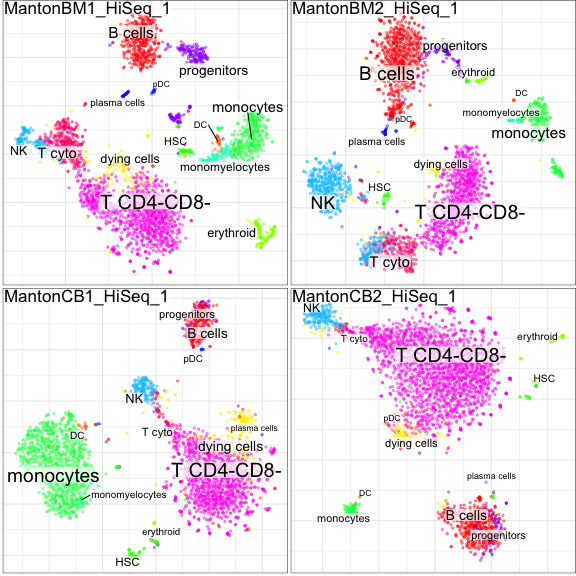 MantonBM1_HiSeq_1
B cells
progenitors
pDC
plasma cells
monocytes
DC
HSC
NK
T cyto
dying cells
monomyelocytes
T CD4-CD8-
erythroid
MantonBM2_HiSeq_1
progenitors
B cells
erythroid
DC
pDC
monomyelocytes
plasma cells
monocytes
dying cells
HSC
NK
T CD4-CD8-
T cyto
MantonCB1_HiSeq_1
progenitors
B cells
pDC
NK
plasma cells
T cyto
DC
dying cells
T CD4-CD8-
monocytes
monomyelocytes
erythroid
HSC
MantonCB2_HiSeq_1
NK
T cyto
erythroid
T CD4-CD8-
HSC
pDC
dying cells
plasma cells
DC
monocytes
B cells
progenitors